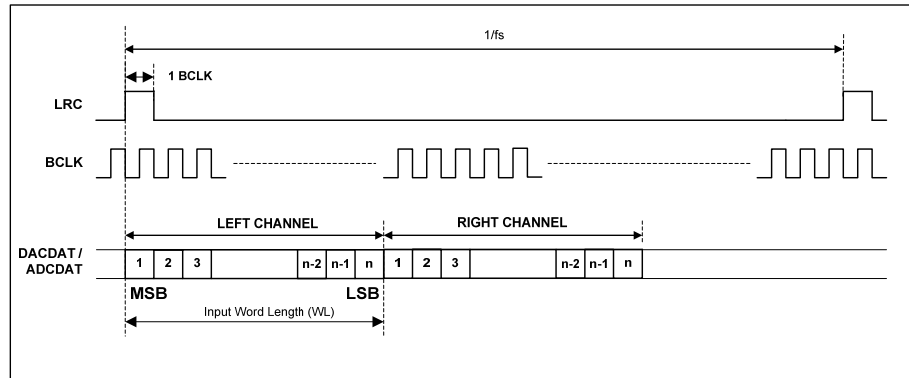 1/fs
1 BCLK
LRC
BCLK
LEFT CHANNEL
RIGHT CHANNEL
DACDAT /
ADCDAT
1 2 3 n-2 n-1 n 1 2 3 n-2 n-1 n
MSB LSB
Input Word Length (WL)